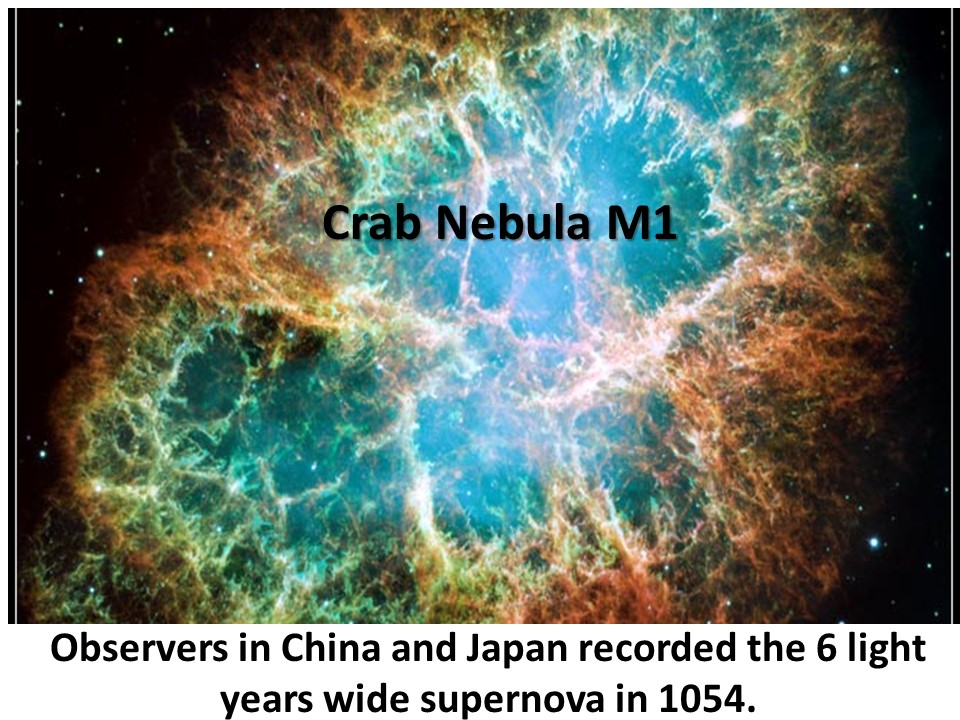 Crab Nebula M1
Observers in China and Japan recorded the 6 light
years wide supernova in 1054.